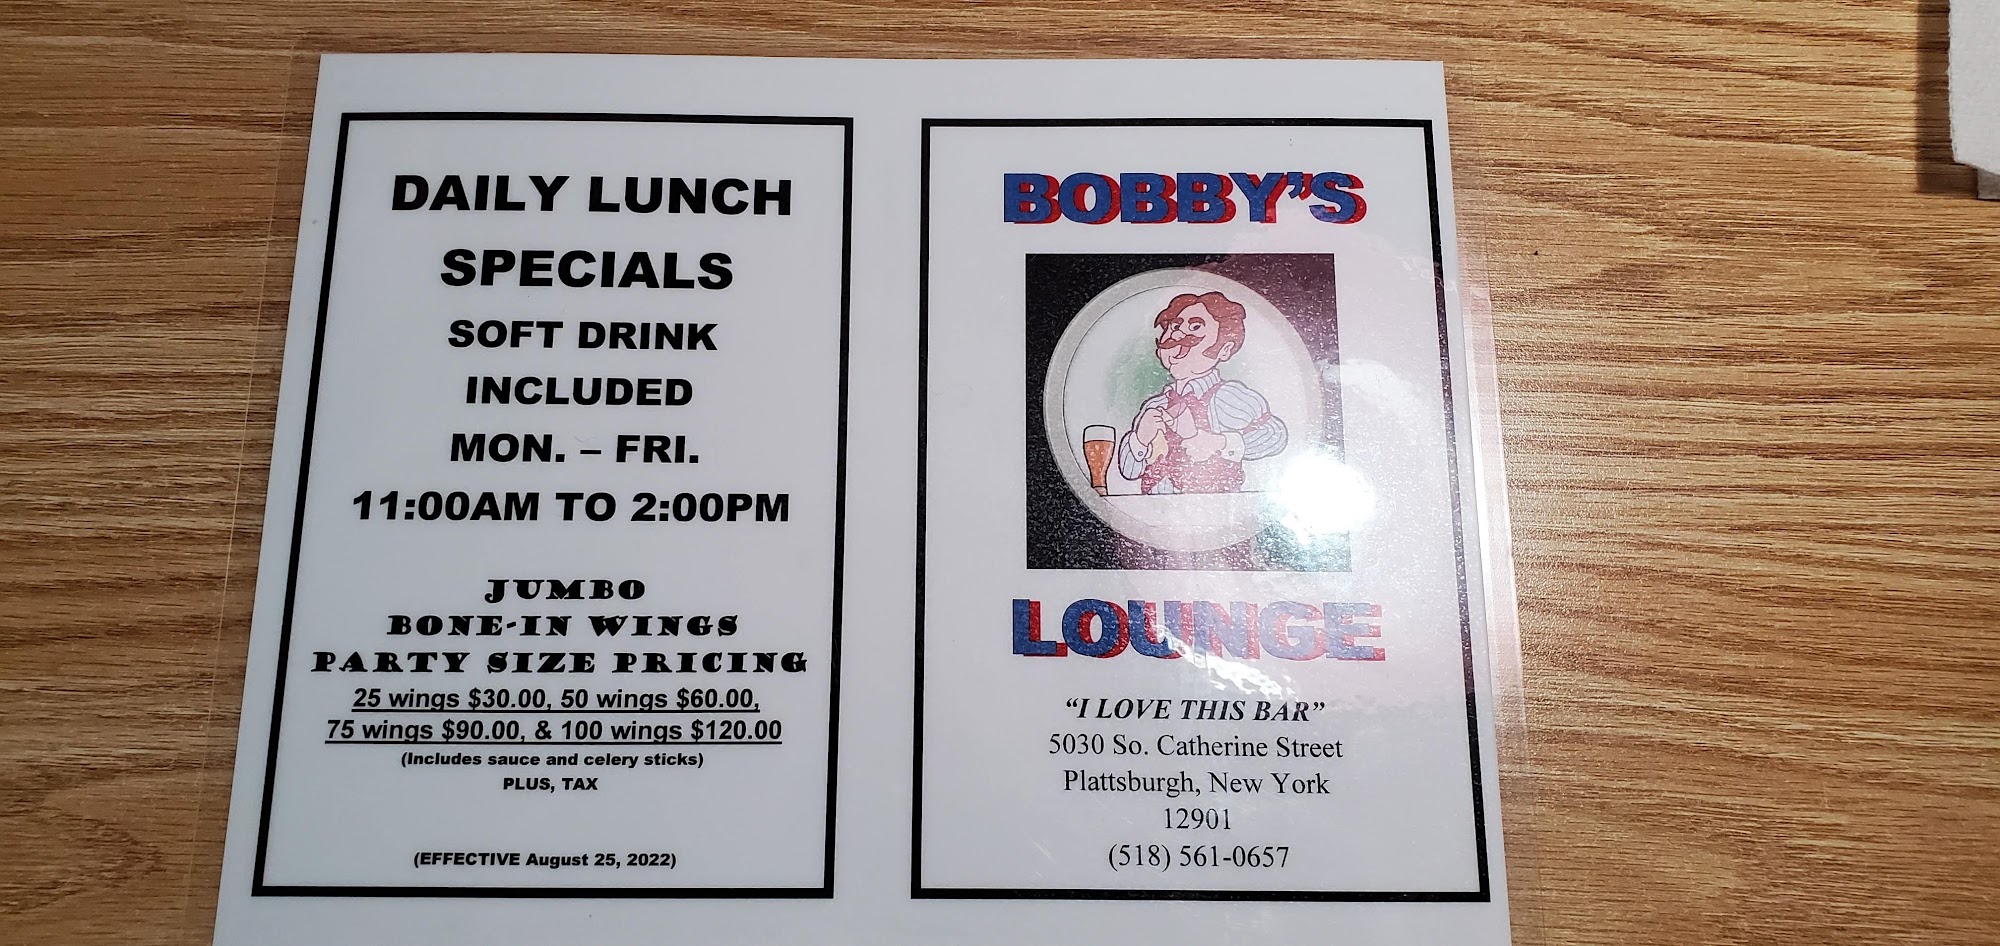 DAILY LUNCH
SPECIALS
SOFT DRINK
INCLUDED
MON. – FRI.
11:00AM TO 2:00PM
JUMBO
BONE-IN WINGS
PARTY SIZE PRICING
25 wings $30.00, 50 wings $60.00,
75 wings $90.00, & 100 wings $120.00
(Includes sauce and celery sticks)
PLUS, TAX
(EFFECTIVE August 25, 2022)
BOBBY'S
LOUNGE
"I LOVE THIS BAR"
5030 So. Catherine Street
Plattsburgh, New York
12901
(518) 561-0657